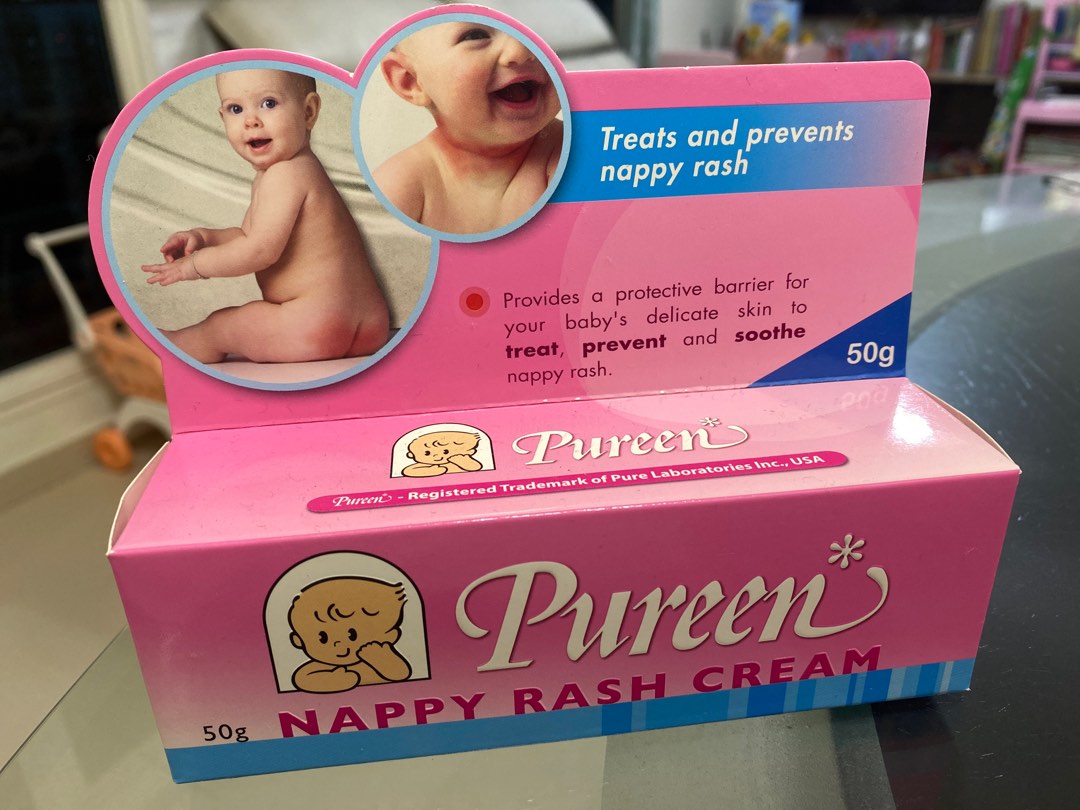 Treats and prevents
nappy rash
Provides a protective barrier for
your baby's delicate skin to
treat, prevent and soothe
nappy rash.
50g
Pureen*
Pureen - Registered Trademark of Pure Laboratories Inc., USA
Pureen*
NAPPY RASH CREAM
50g